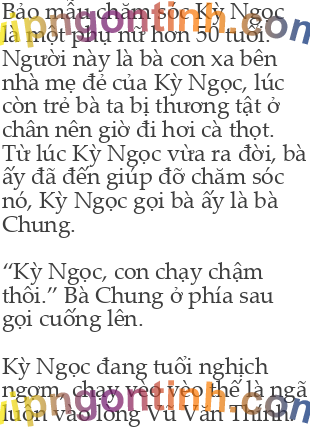 Bảo mẫu chăm sóc Kỳ Ngọc
là một phụ nữ hơn 50 tuổi.
Người này là bà con xa bên
nhà mẹ đẻ của Kỳ Ngọc, lúc
còn trẻ bà ta bị thương tật ở
chân nên giờ đi hơi cà thọt.
Từ lúc Kỳ Ngọc vừa ra đời, bà
ấy đã đến giúp đỡ chăm sóc
nó, Kỳ Ngọc gọi bà ấy là bà
Chung.
“Kỳ Ngọc, con chạy chậm
thôi.” Bà Chung ở phía sau
gọi cuống lên.
Kỳ Ngọc đang tuổi nghịch
ngợm, chạy vèo vèo thế là ngã
luôn vào lòng Vũ Văn Thính.
vipngontinh.com
vipngontinh.com